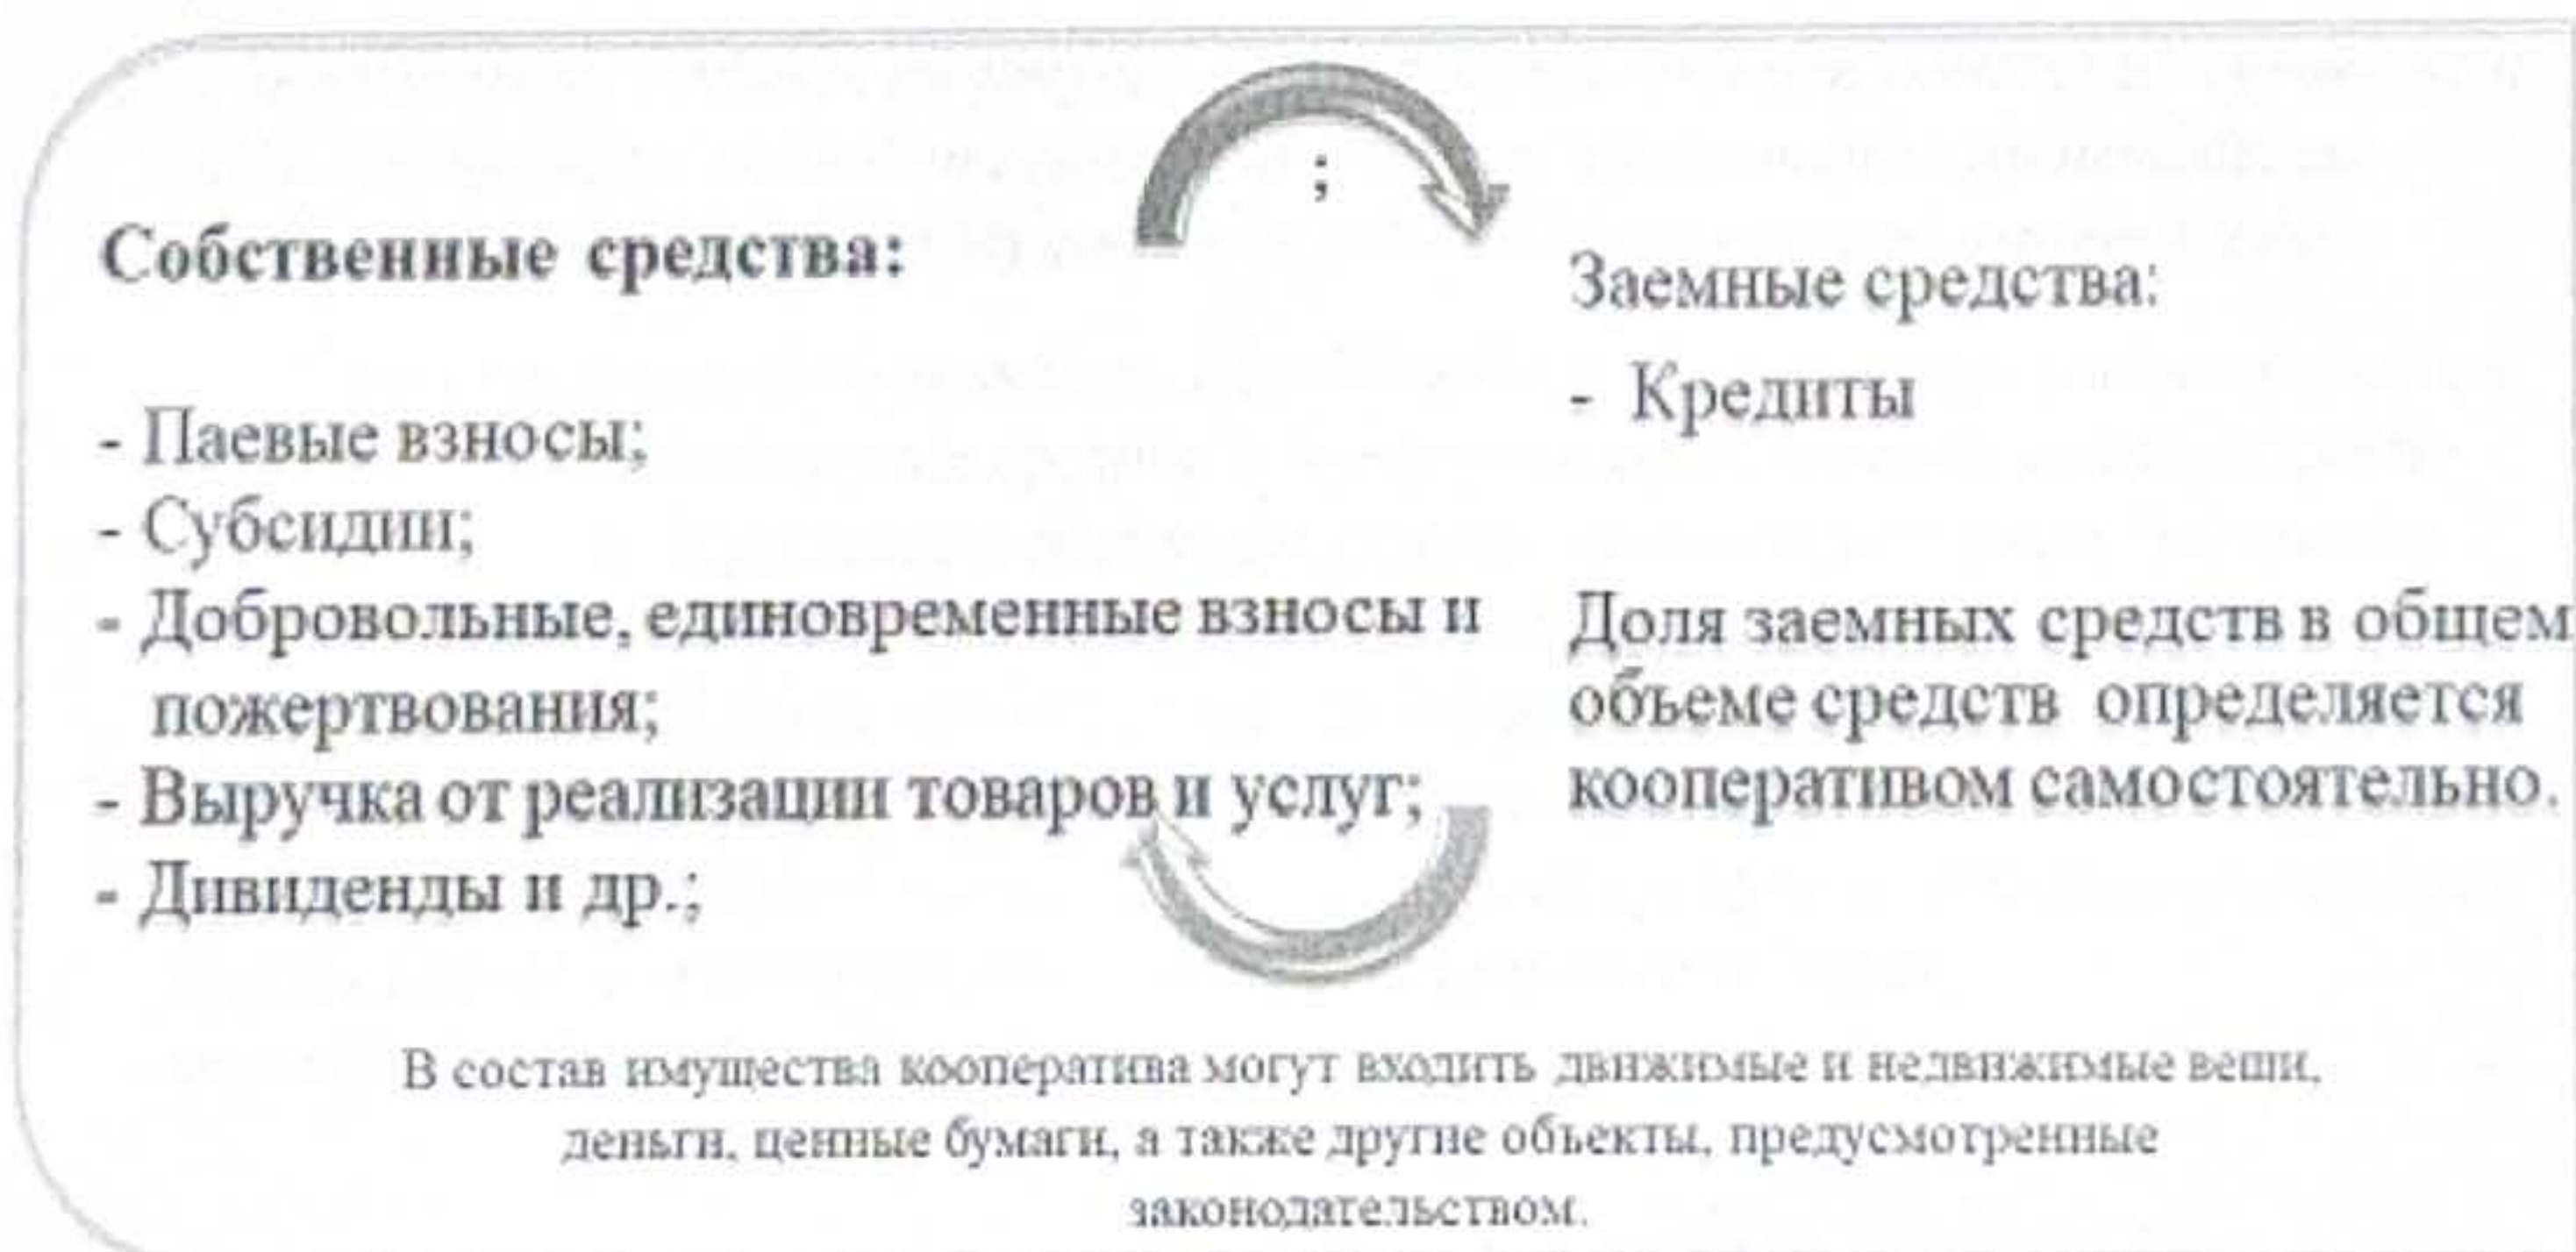 ;
Собственные средства:
- Паевые взносы;
- Субсидии;
- Добровольные, единовременные взносы и
пожертвования;
- Выручка от реализации товаров и услуг;
- Дивиденды и др.;
Заемные средства:
- Кредиты
Доля заемных средств в общем
объеме средств определяется
кооперативом самостоятельно.
В состав имущества кооператива могут входить движимые и недвижимые вещи,
деньги, ценные бумаги, а также другие объекты, предусмотренные
законодательством.